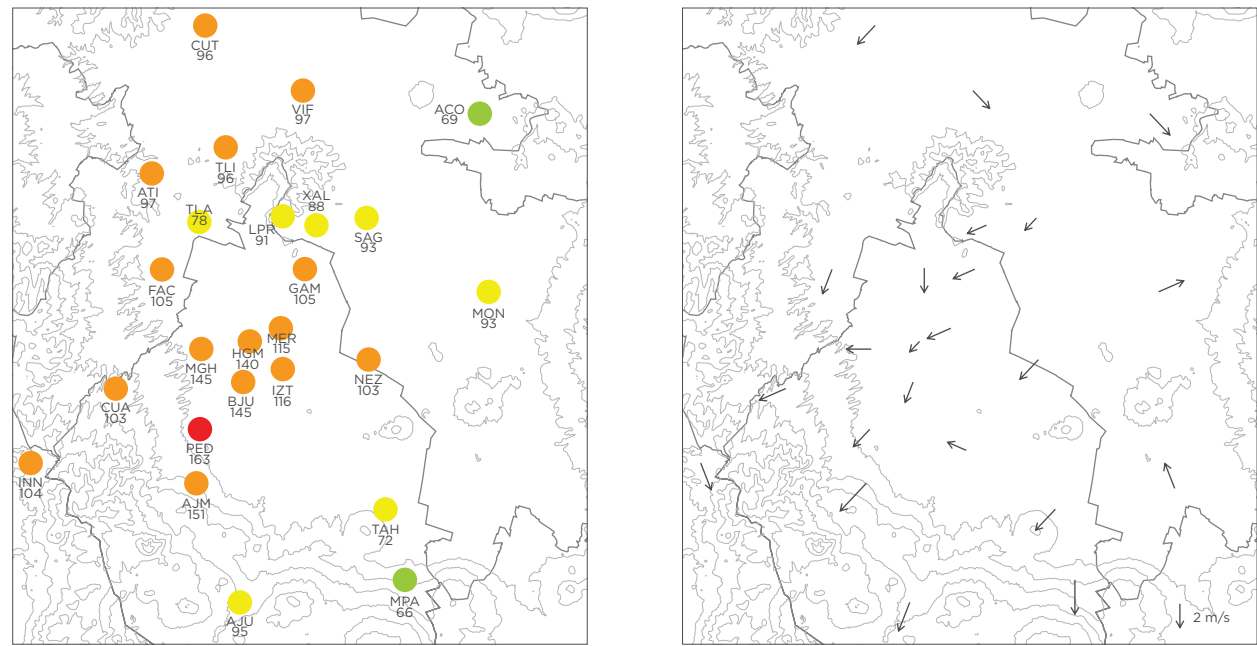 CUT
96
VIF
97
ACO
69
TLI
96
ATI
97
TLA
78
XAL
88
LPR
91
SAG
93
FAC
105
GAM
105
MON
93
MER
115
HGM
140
MGH
145
NEZ
103
IZT
116
BJU
145
CUA
103
PED
163
INN
104
AJM
151
TAH
72
MPA
66
AJU
95
2 m/s